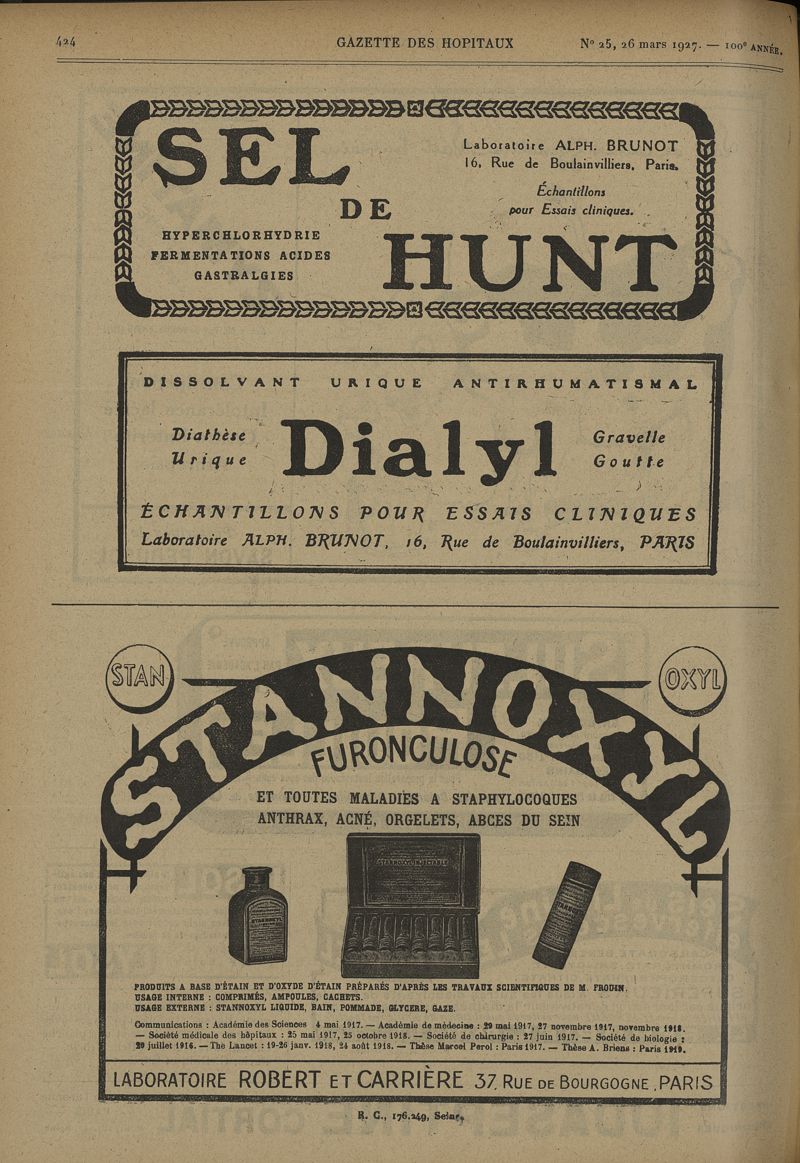 424
GAZETTE DES HOPITAUX
N° 25, 26 mars 1927. — 100e ANNÉE.
SEL
DE
HUNT
Laboratoire ALPH. BRUNOT
16, Rue de Boulainvilliers, Paris.
Échantillons
pour Essais cliniques.
HYPERCHLORHYDRIE
FERMENTATIONS ACIDES
GASTRALGIES
DISSOLVANT URIQUE ANTIRHUMATISMAL
Diathèse
Urique
Dialyl
Gravelle
Goutte
ÉCHANTILLONS POUR ESSAIS CLINIQUES
Laboratoire ALPH. BRUNOT, 16, Rue de Boulainvilliers, PARIS
STAN
OXYL
STANNOXYL
FURONCULOSE
ET TOUTES MALADIES A STAPHYLOCOQUES
ANTHRAX, ACNÉ, ORGELETS, ABCES DU SEIN
PRODUITS A BASE D'ÉTAIN ET D'OXYDE D'ÉTAIN PRÉPARÉS D'APRÈS LES TRAVAUX SCIENTIFIQUES DE M. FROUIN.
USAGE INTERNE : COMPRIMÉS, AMPOULES, CACHETS.
USAGE EXTERNE : STANNOXYL LIQUIDE, BAIN, POMMADE, GLYCERE, GAZE.
Communications : Académie des Sciences 4 mai 1917. — Académie de médecine : 29 mai 1917, 27 novembre 1917, novembre 1918.
— Société médicale des hôpitaux : 25 mai 1917, 25 octobre 1918. — Société de chirurgie : 27 juin 1917. — Société de biologie :
20 juillet 1916. — The Lancet : 19-26 janv. 1918, 24 août 1918. — Thèse Marcel Perol : Paris 1917. — Thèse A. Briens : Paris 1919.
LABORATOIRE ROBERT ET CARRIÈRE 37, RUE DE BOURGOGNE, PARIS
R. C., 176.249, Seine.